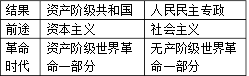 结果 资产阶级共和国 人民民主专政
前途 资本主义 社会主义
革命 资产阶级世界革 无产阶级世界革
时代 命一部分 命一部分